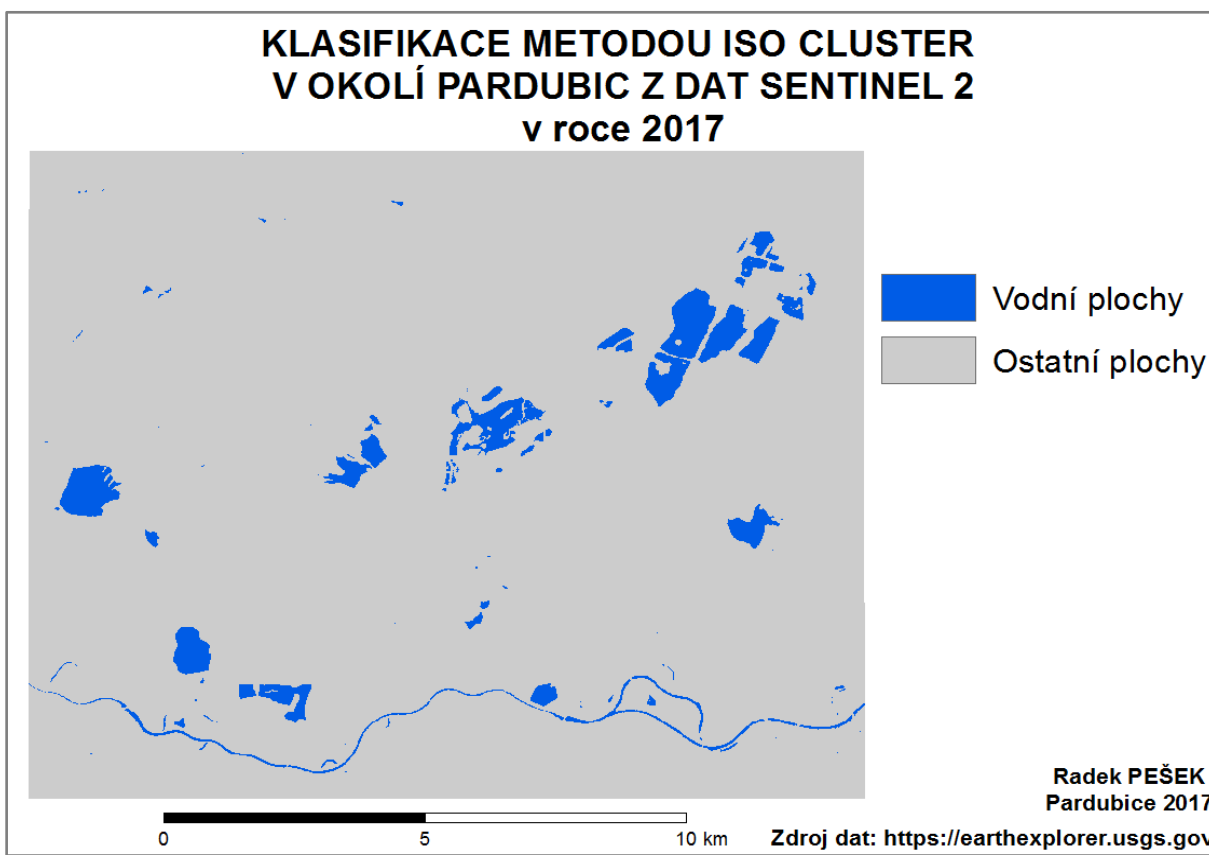 KLASIFIKACE METODOU ISO CLUSTER
V OKOLÍ PARDUBIC Z DAT SENTINEL 2
v roce 2017
Vodní plochy
Ostatní plochy
Radek PEŠEK
Pardubice 2017
0 5 10 km
Zdroj dat: https://earthexplorer.usgs.gov